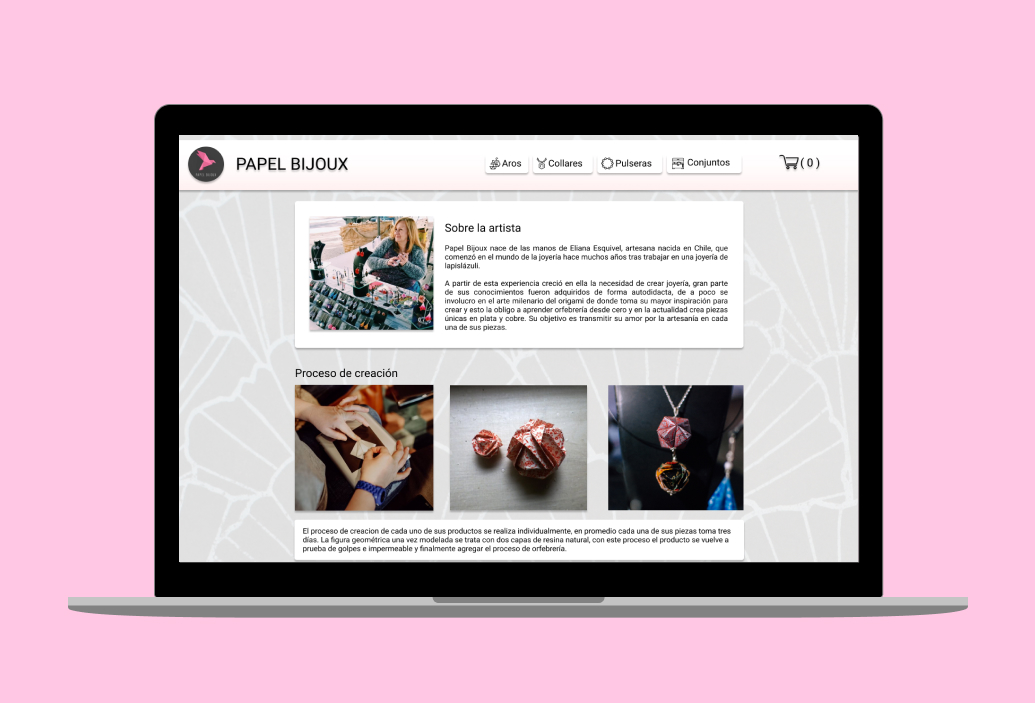 PAPEL BIJOUX
PAPEL BIJOUX
Aros
Collares
Pulseras
Conjuntos
( 0 )
Sobre la artista
Papel Bijoux nace de las manos de Eliana Esquivel, artesana nacida en Chile, que
comenzó en el mundo de la joyería hace muchos años tras trabajar en una joyería de
lapislázuli.
A partir de esta experiencia creció en ella la necesidad de crear joyería, gran parte
de sus conocimientos fueron adquiridos de forma autodidacta, de a poco se
involucro en el arte milenario del origami de donde toma su mayor inspiración para
crear y esto la obligo a aprender orfebrería desde cero y en la actualidad crea piezas
únicas en plata y cobre. Su objetivo es transmitir su amor por la artesanía en cada
una de sus piezas.
Proceso de creación
El proceso de creacion de cada uno de sus productos se realiza individualmente, en promedio cada una de sus piezas toma tres
días. La figura geométrica una vez modelada se trata con dos capas de resina natural, con este proceso el producto se vuelve a
prueba de golpes e impermeable y finalmente agregar el proceso de orfebrería.